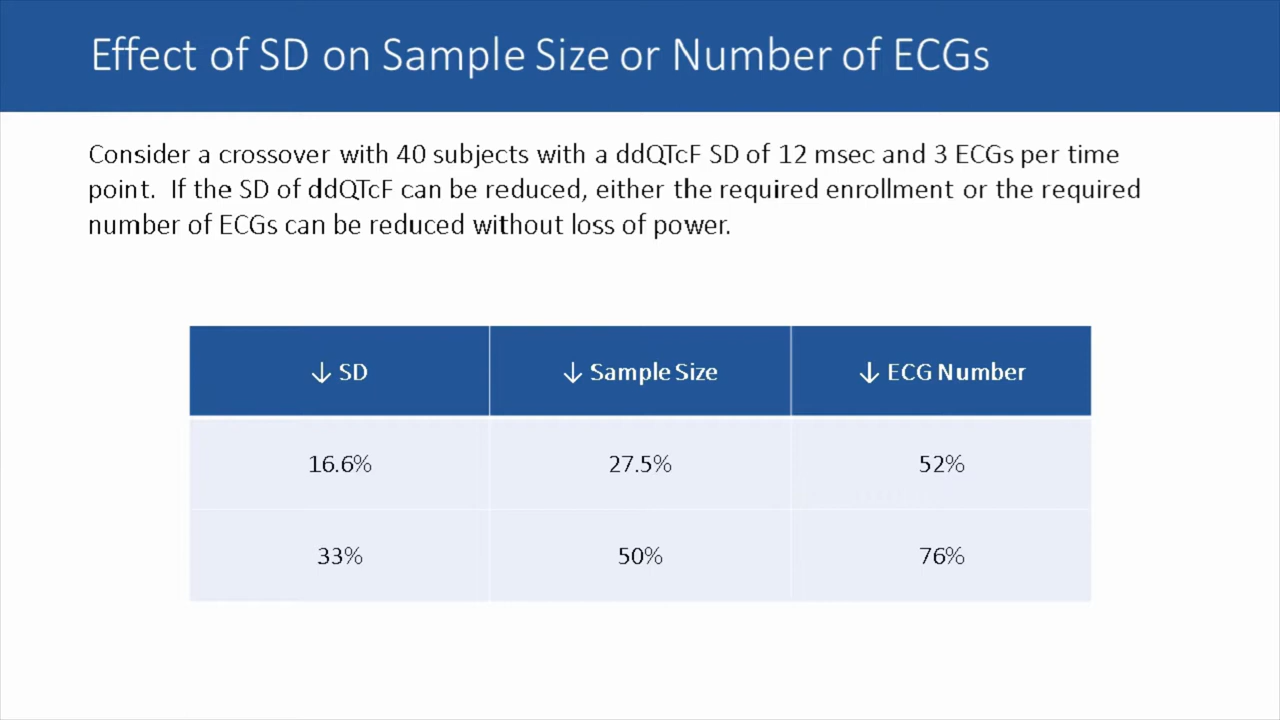 Effect of SD on Sample Size or Number of ECGs
Consider a crossover with 40 subjects with a ddQTcF SD of 12 msec and 3 ECGs per time
point.  If the SD of ddQTcF can be reduced, either the required enrollment or the required
number of ECGs can be reduced without loss of power.
↓ SD ↓ Sample Size ↓ ECG Number
16.6% 27.5% 52%
33% 50% 76%